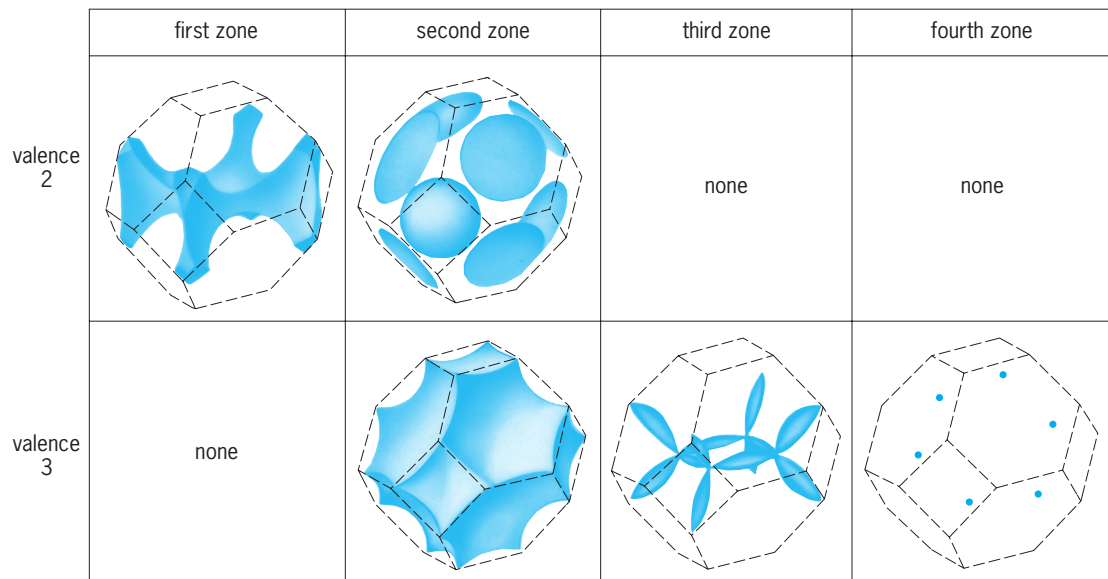 first zone
second zone
third zone
fourth zone
valence
2
none
none
valence
3
none